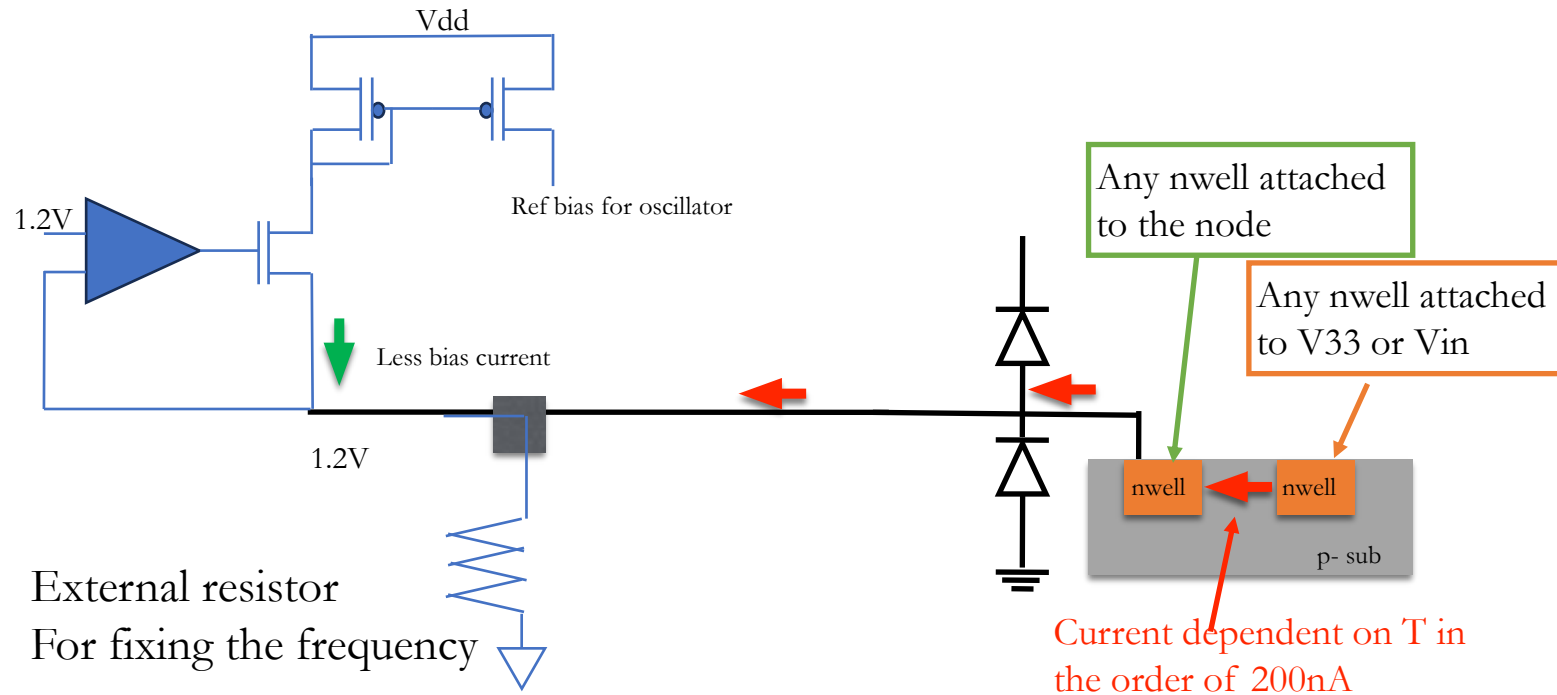 Vdd
1.2V
Ref bias for oscillator
Any nwell attached
to the node
Any nwell attached
to V33 or Vin
Less bias current
1.2V
nwell
nwell
p- sub
External resistor
For fixing the frequency
Current dependent on T in
the order of 200nA